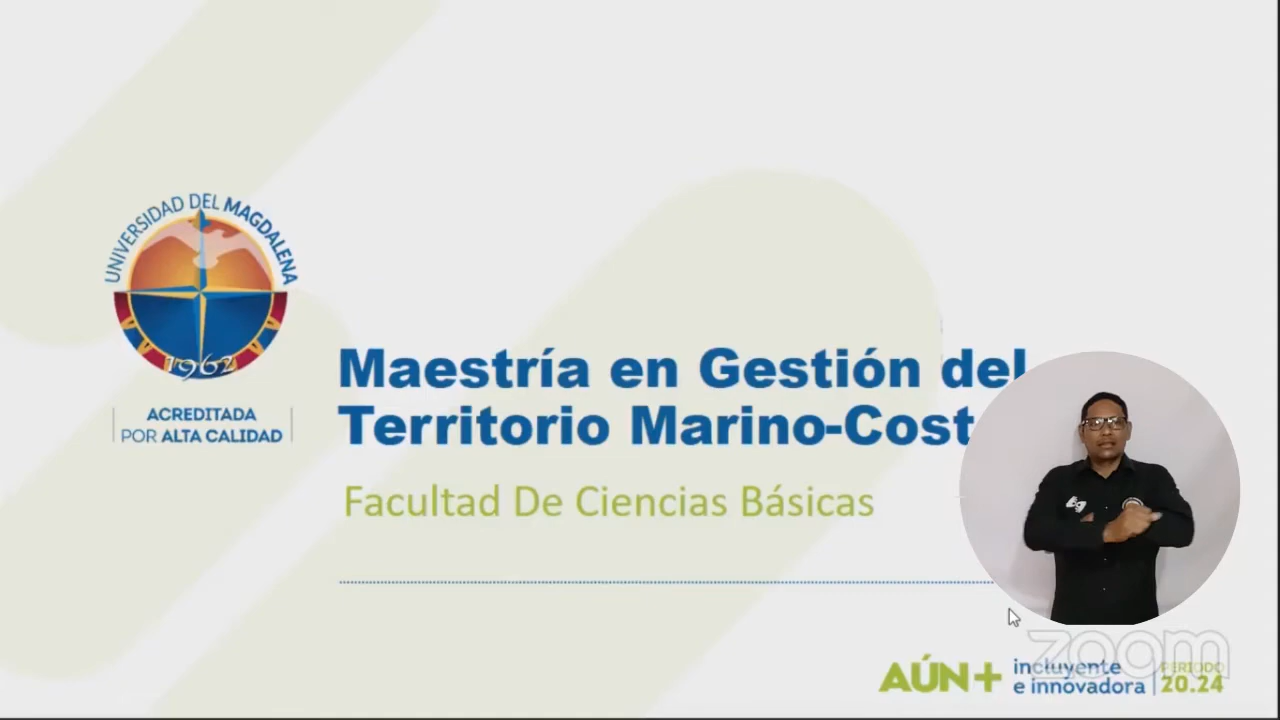 UNIVERSIDAD DEL MAGDALENA
1962
ACREDITADA
POR ALTA CALIDAD
Maestría en Gestión del
Territorio Marino-Cost
Facultad De Ciencias Básicas
zoom
AÚN+ incluyente e innovadora
PERIODO
20.24